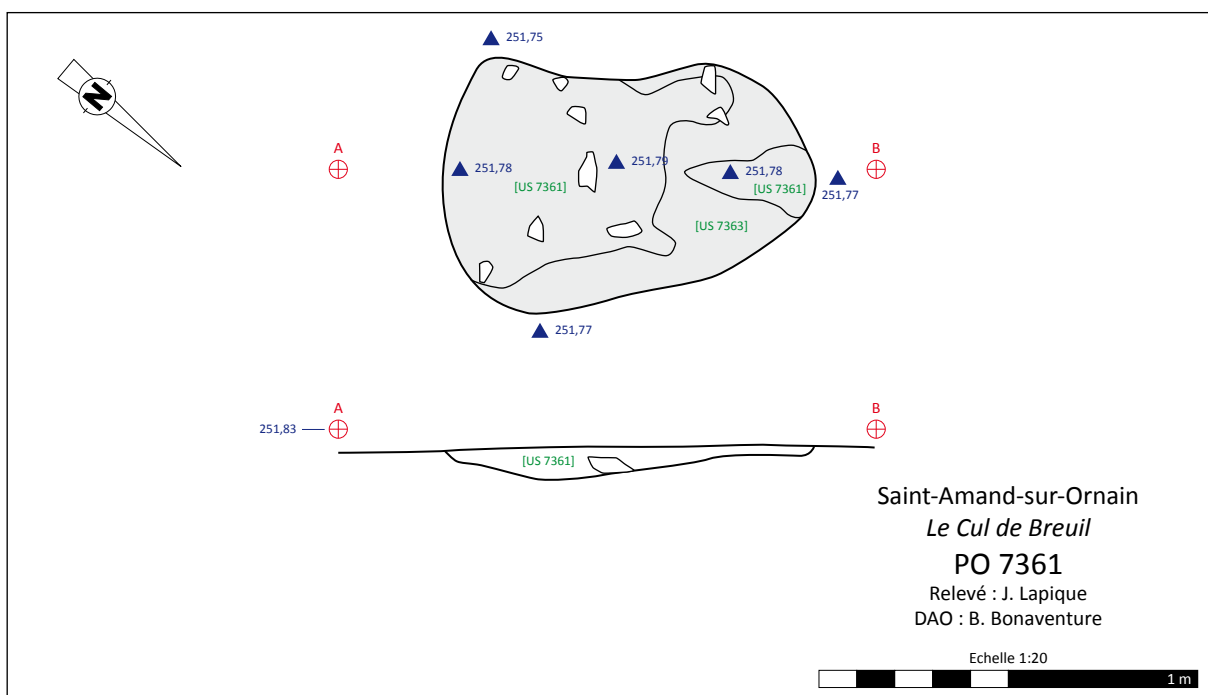 251,75
N
A
B
251,78
251,79
251,78
[US 7361]
[US 7361]
251,77
[US 7363]
251,77
A
B
251,83
[US 7361]
Saint-Amand-sur-Ornain
Le Cul de Breuil
PO 7361
Relevé : J. Lapique
DAO : B. Bonaventure
Echelle 1:20
1 m